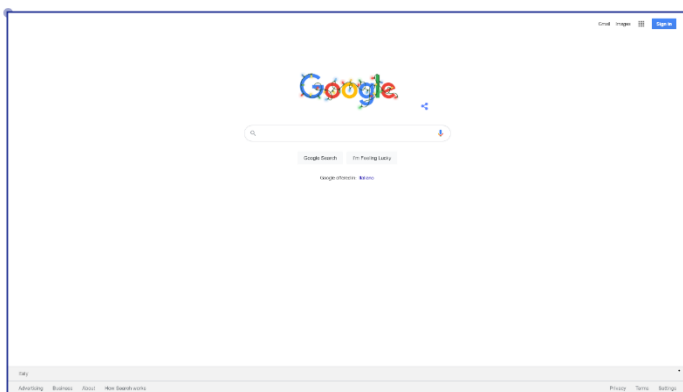 Gmail Images Sign in
Google
Google Search I'm Feeling Lucky
Google offered in: Italiano
Italy
Advertising Business About How Search works Privacy Terms Settings